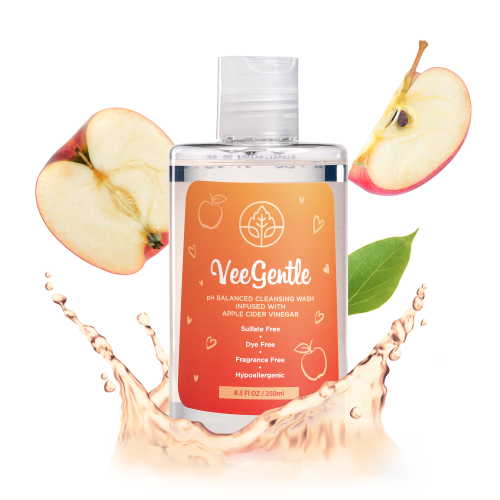 VeeGentle
pH BALANCED CLEANSING WASH
INFUSED WITH
APPLE CIDER VINEGAR
Sulfate Free
•
Dye Free
•
Fragrance Free
•
Hypoallergenic
8.5 Fl OZ / 250ml